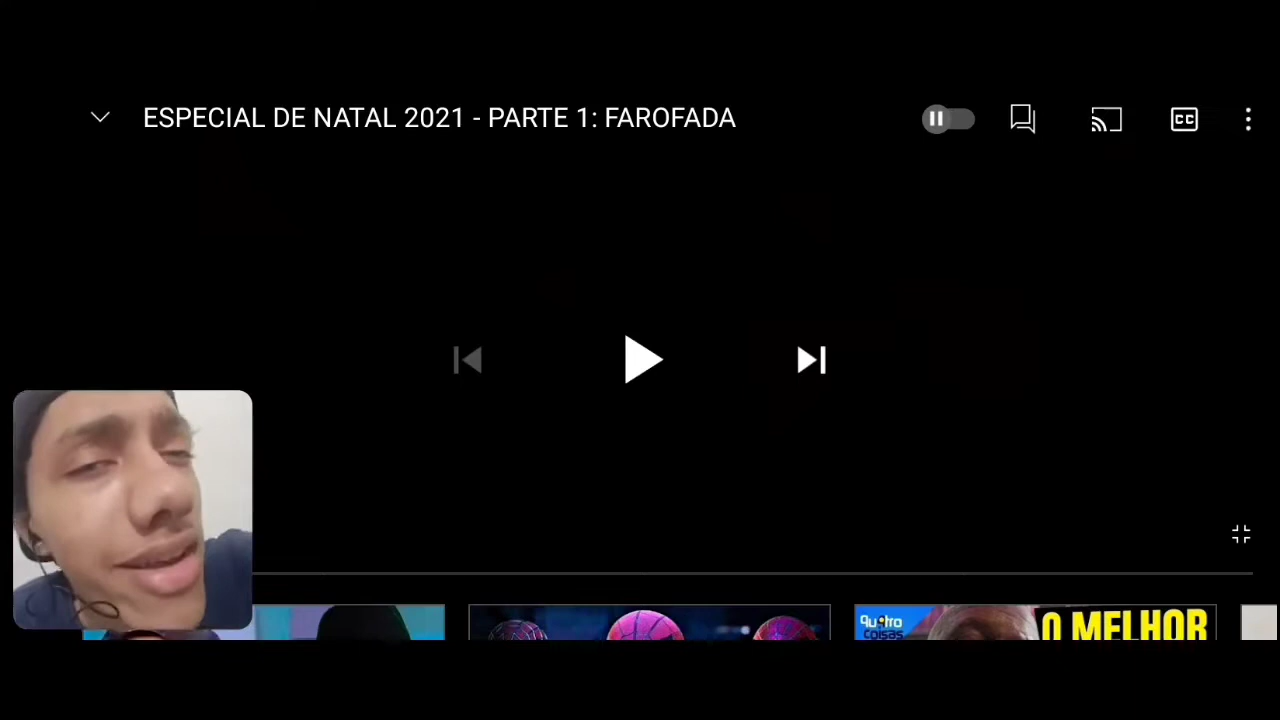 ESPECIAL DE NATAL 2021 - PARTE 1: FAROFADA
CC
quatro
coisas
O MELHOR